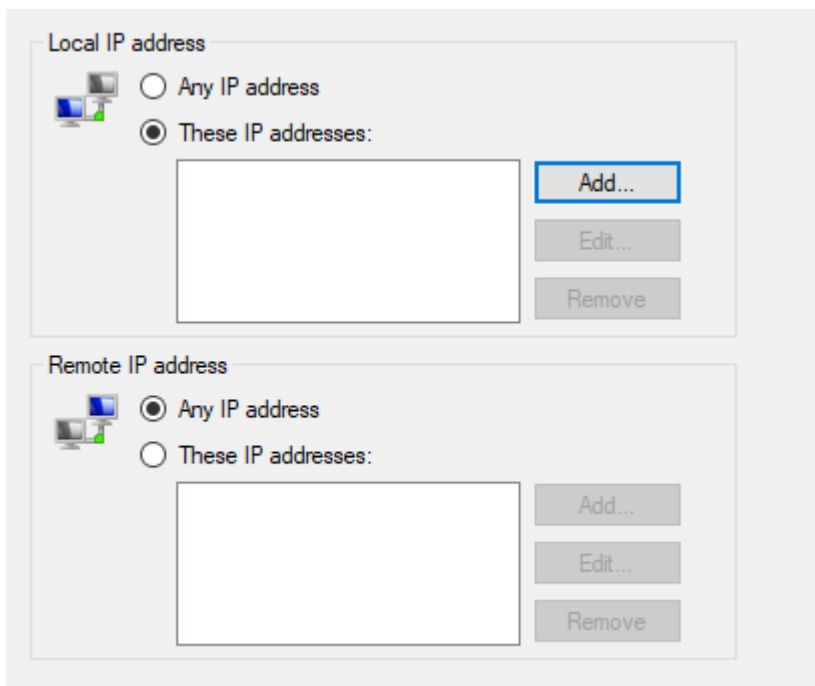 Local IP address
Any IP address
These IP addresses:
Add...
Edit...
Remove
Remote IP address
Any IP address
These IP addresses:
Add...
Edit...
Remove